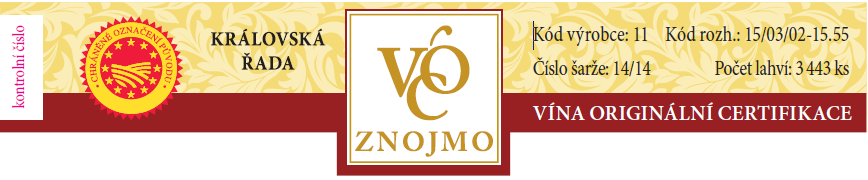 kontrolní číslo
CHRÁNĚNÉ OZNAČENÍ PŮVODU
KRÁLOVSKÁ
ŘADA
VOC
ZNOJMO
Kód výrobce: 11 Kód rozh.: 15/03/02-15.55
Číslo šarže: 14/14 Počet lahví: 3 443 ks
VÍNA ORIGINÁLNÍ CERTIFIKACE